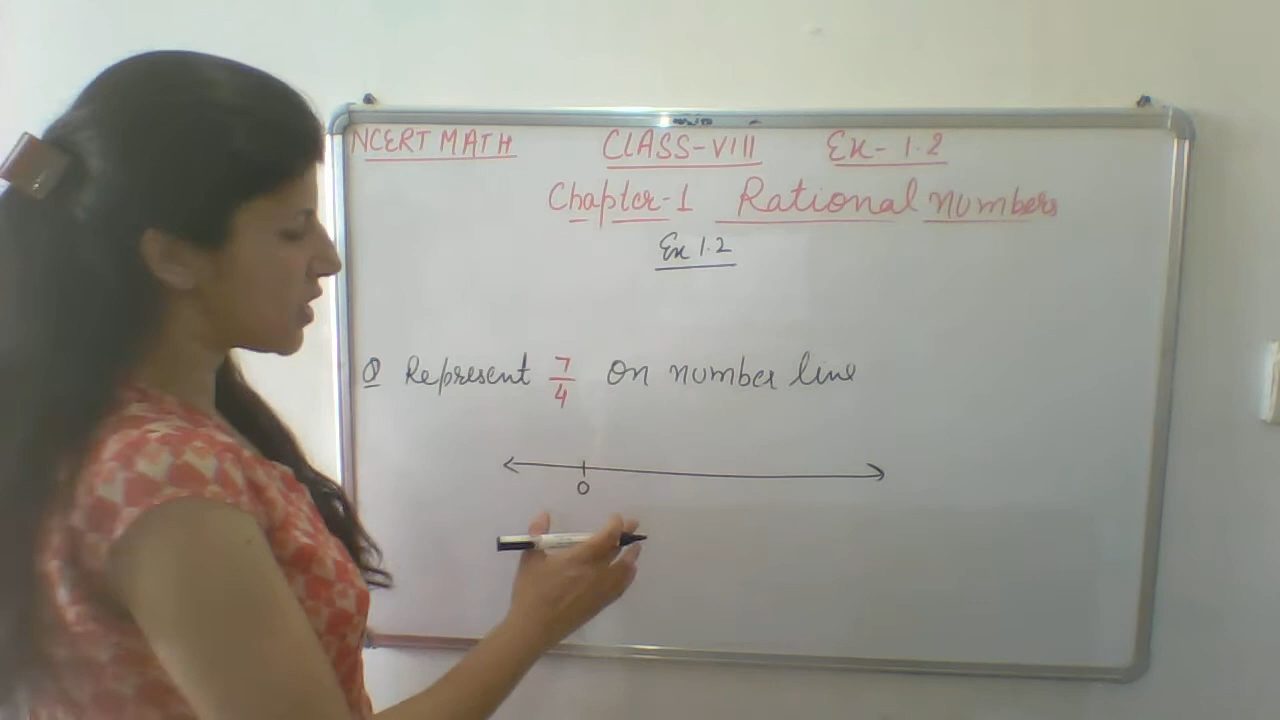 NCERT MATH CLASS-VIII Ex-1.2
Chapter-1 Rational numbers
Ex 1.2
Q Represent 7/4 on number line
0